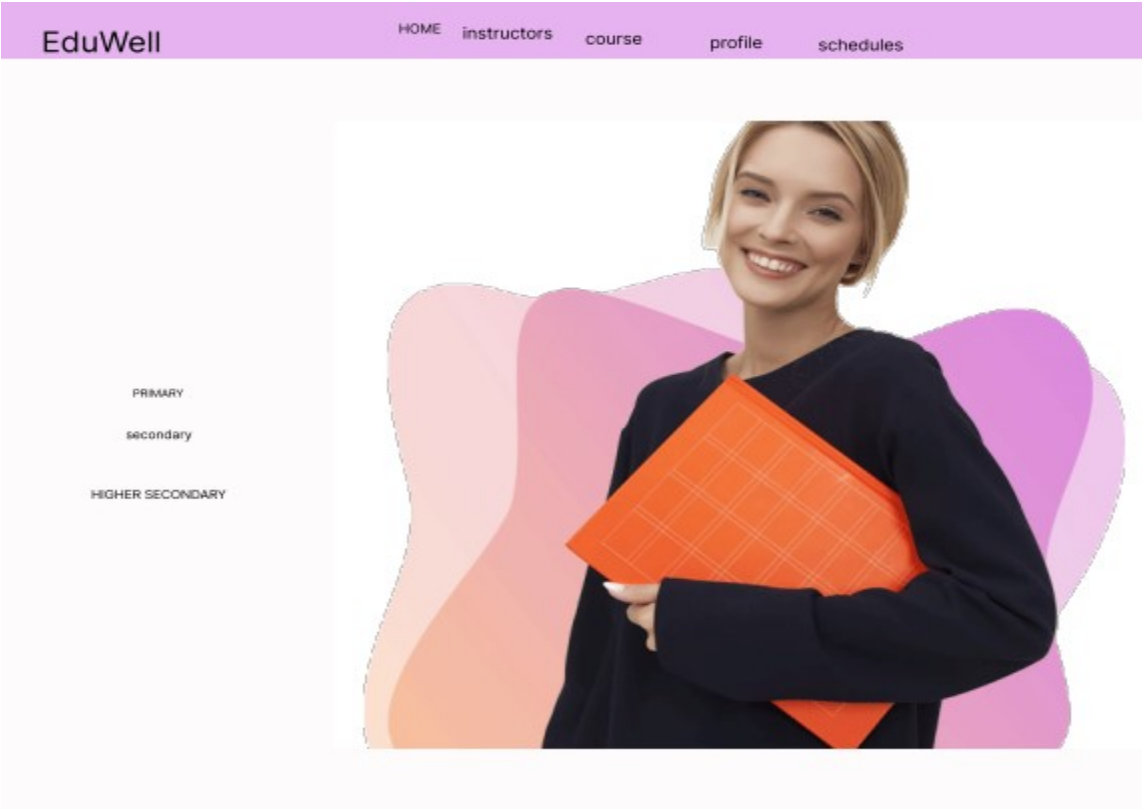 EduWell
HOME instructors course profile schedules
PRIMARY
secondary
HIGHER SECONDARY